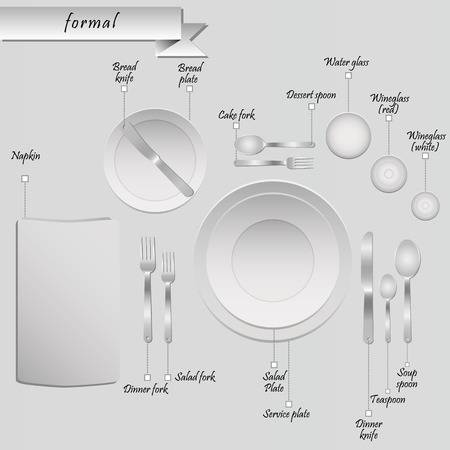 formal
Water glass
Bread
knife
Bread
plate
Dessert spoon
Wineglass
(red)
Cake fork
Wineglass
(white)
Napkin
Dinner fork
Salad fork
Salad
Plate
Service plate
Soup
spoon
Teaspoon
Dinner
knife